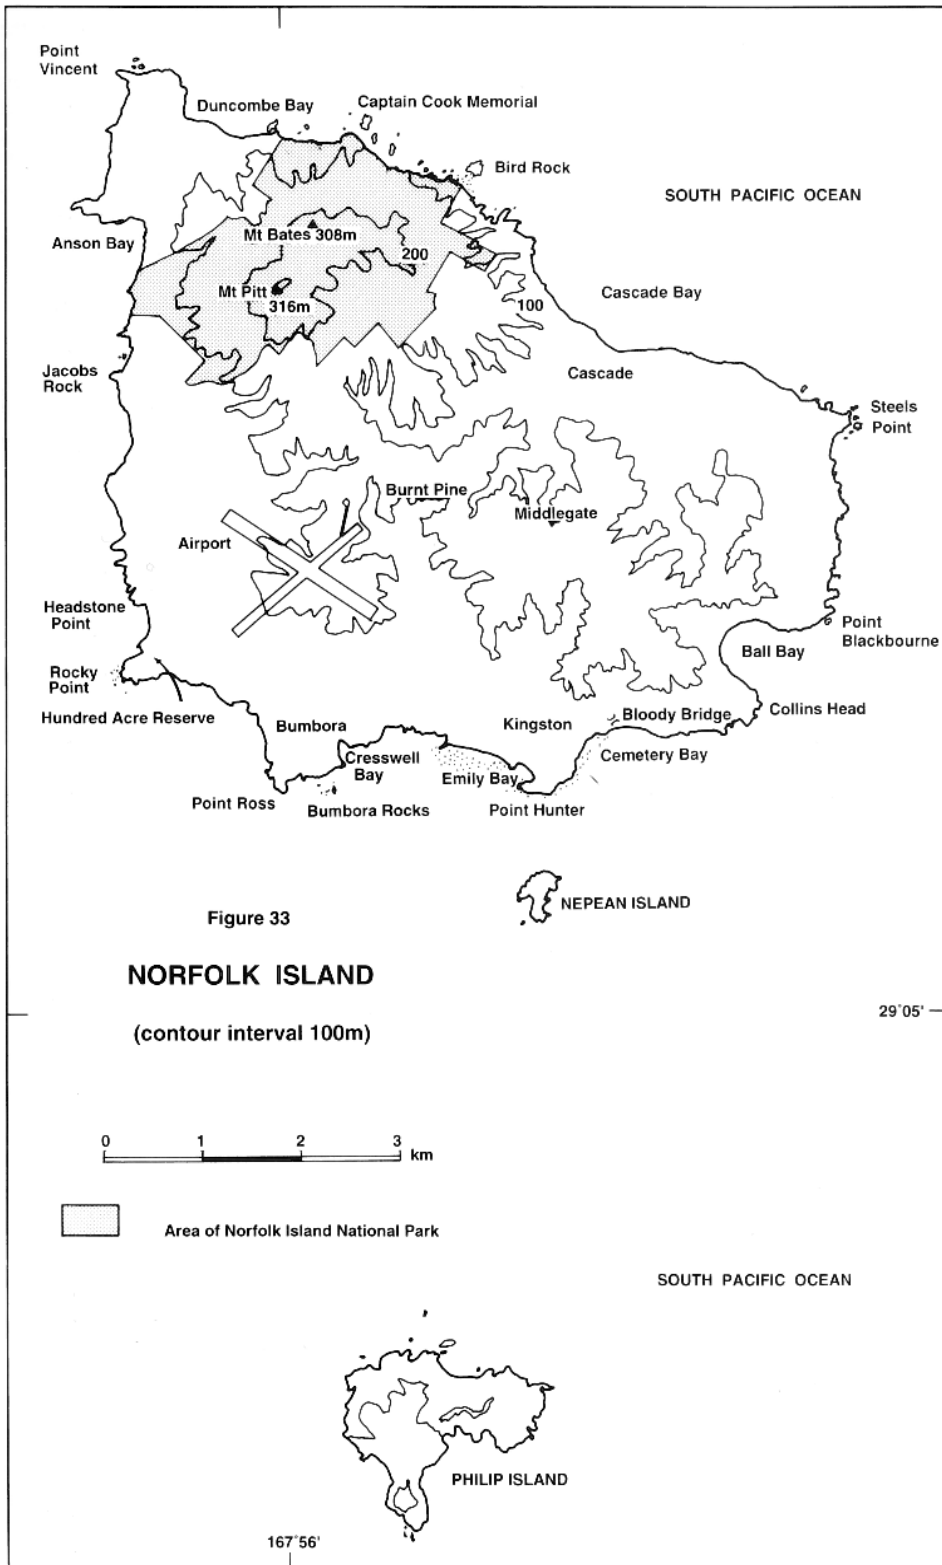 Point
Vincent
Duncombe Bay
Captain Cook Memorial
Bird Rock
SOUTH PACIFIC OCEAN
Anson Bay
Mt Bates 308m
200
Mt Pitt
316m
100
Cascade Bay
Jacobs
Rock
Cascade
Steels
Point
Burnt Pine
Middlegate
Airport
Headstone
Point
Point
Blackbourne
Ball Bay
Rocky
Point
Hundred Acre Reserve
Bumbora
Kingston
Bloody Bridge
Collins Head
Cresswell
Bay
Cemetery Bay
Emily Bay
Point Ross
Bumbora Rocks
Point Hunter
NEPEAN ISLAND
Figure 33
NORFOLK ISLAND
29°05'
(contour interval 100m)
0 1 2 3
km
Area of Norfolk Island National Park
SOUTH PACIFIC OCEAN
PHILIP ISLAND
167°56'